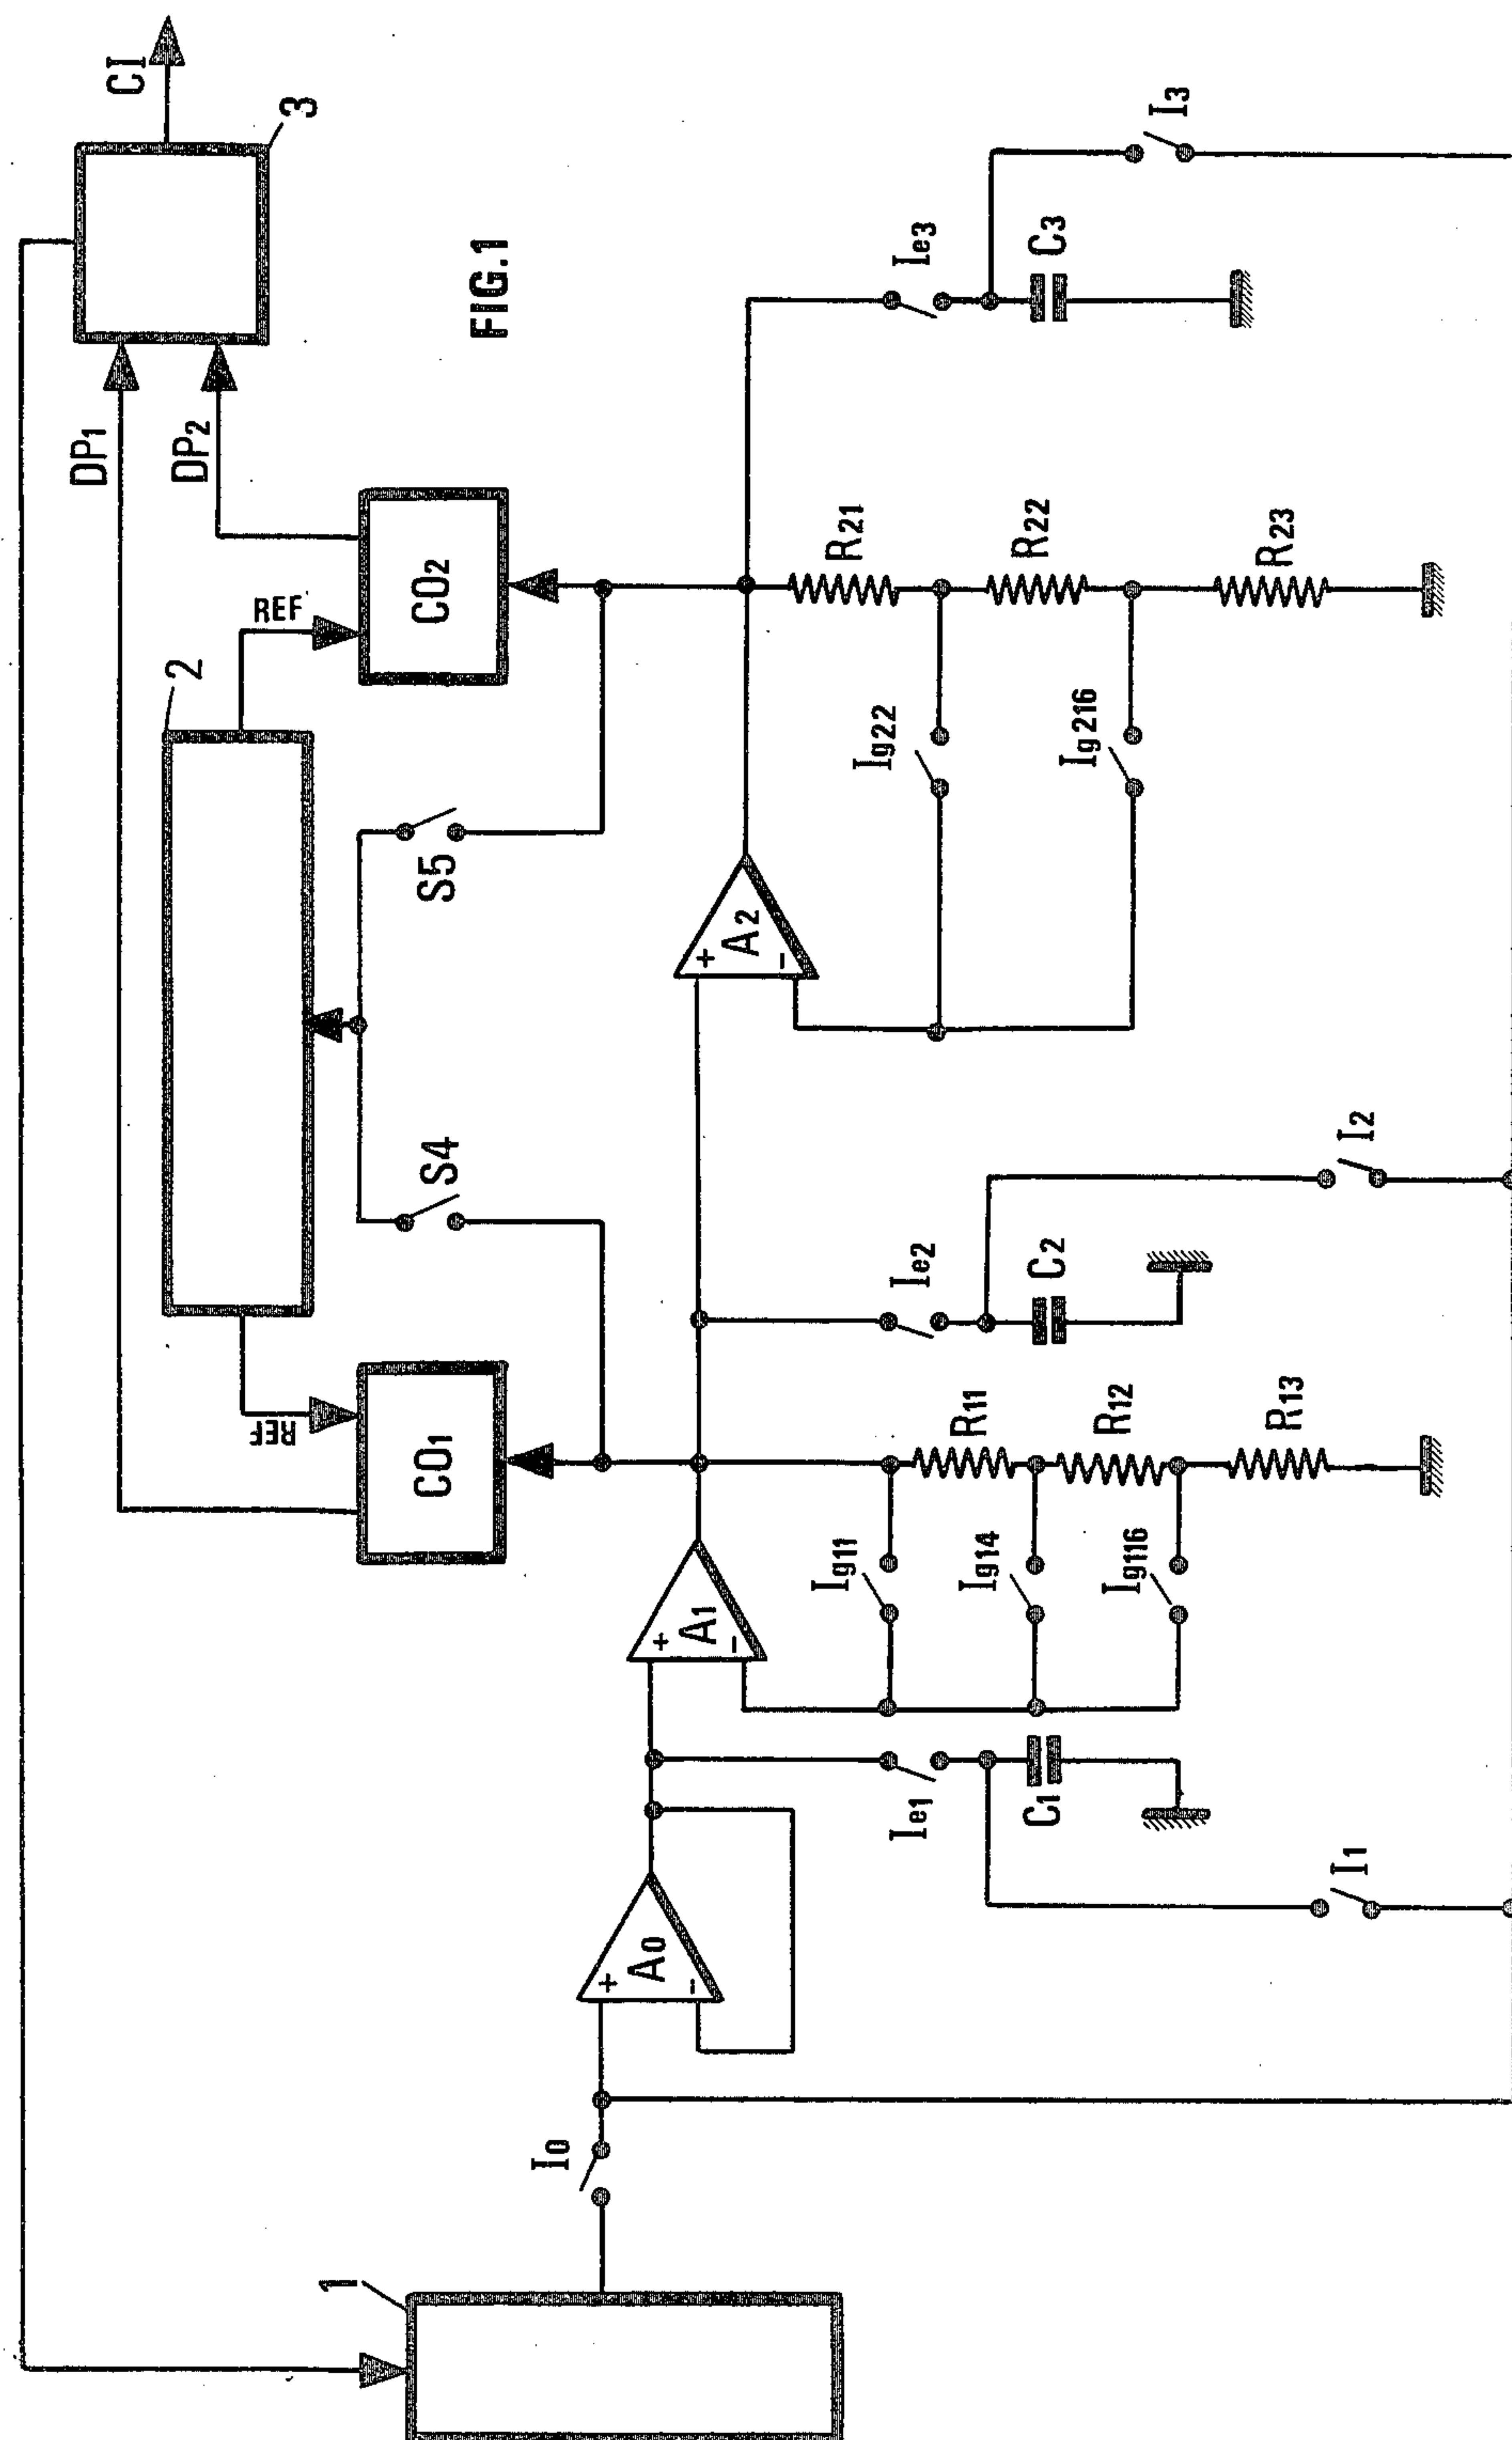 CI
3
DP1
DP2
2
REF
REF
CO1
CO2
S4
S5
FIG.1
1
I0
+
A0
-
+
A1
-
+
A2
-
Ie1
C1
I1
Ig11
Ig14
Ig116
R11
R12
R13
Ie2
C2
I2
Ig22
Ig216
R21
R22
R23
Ie3
C3
I3